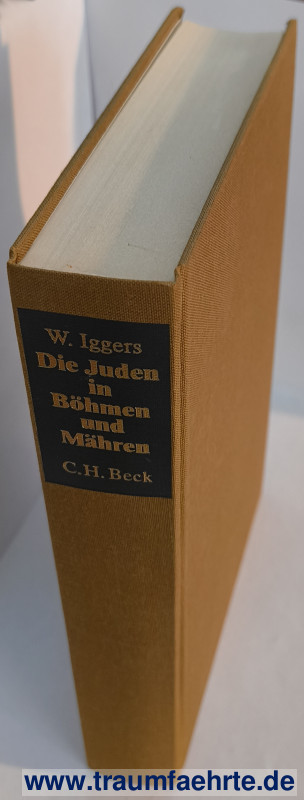 W. Iggers
Die Juden
in
Böhmen
und
Mähren
C.H. Beck
www.traumfaehrte.de